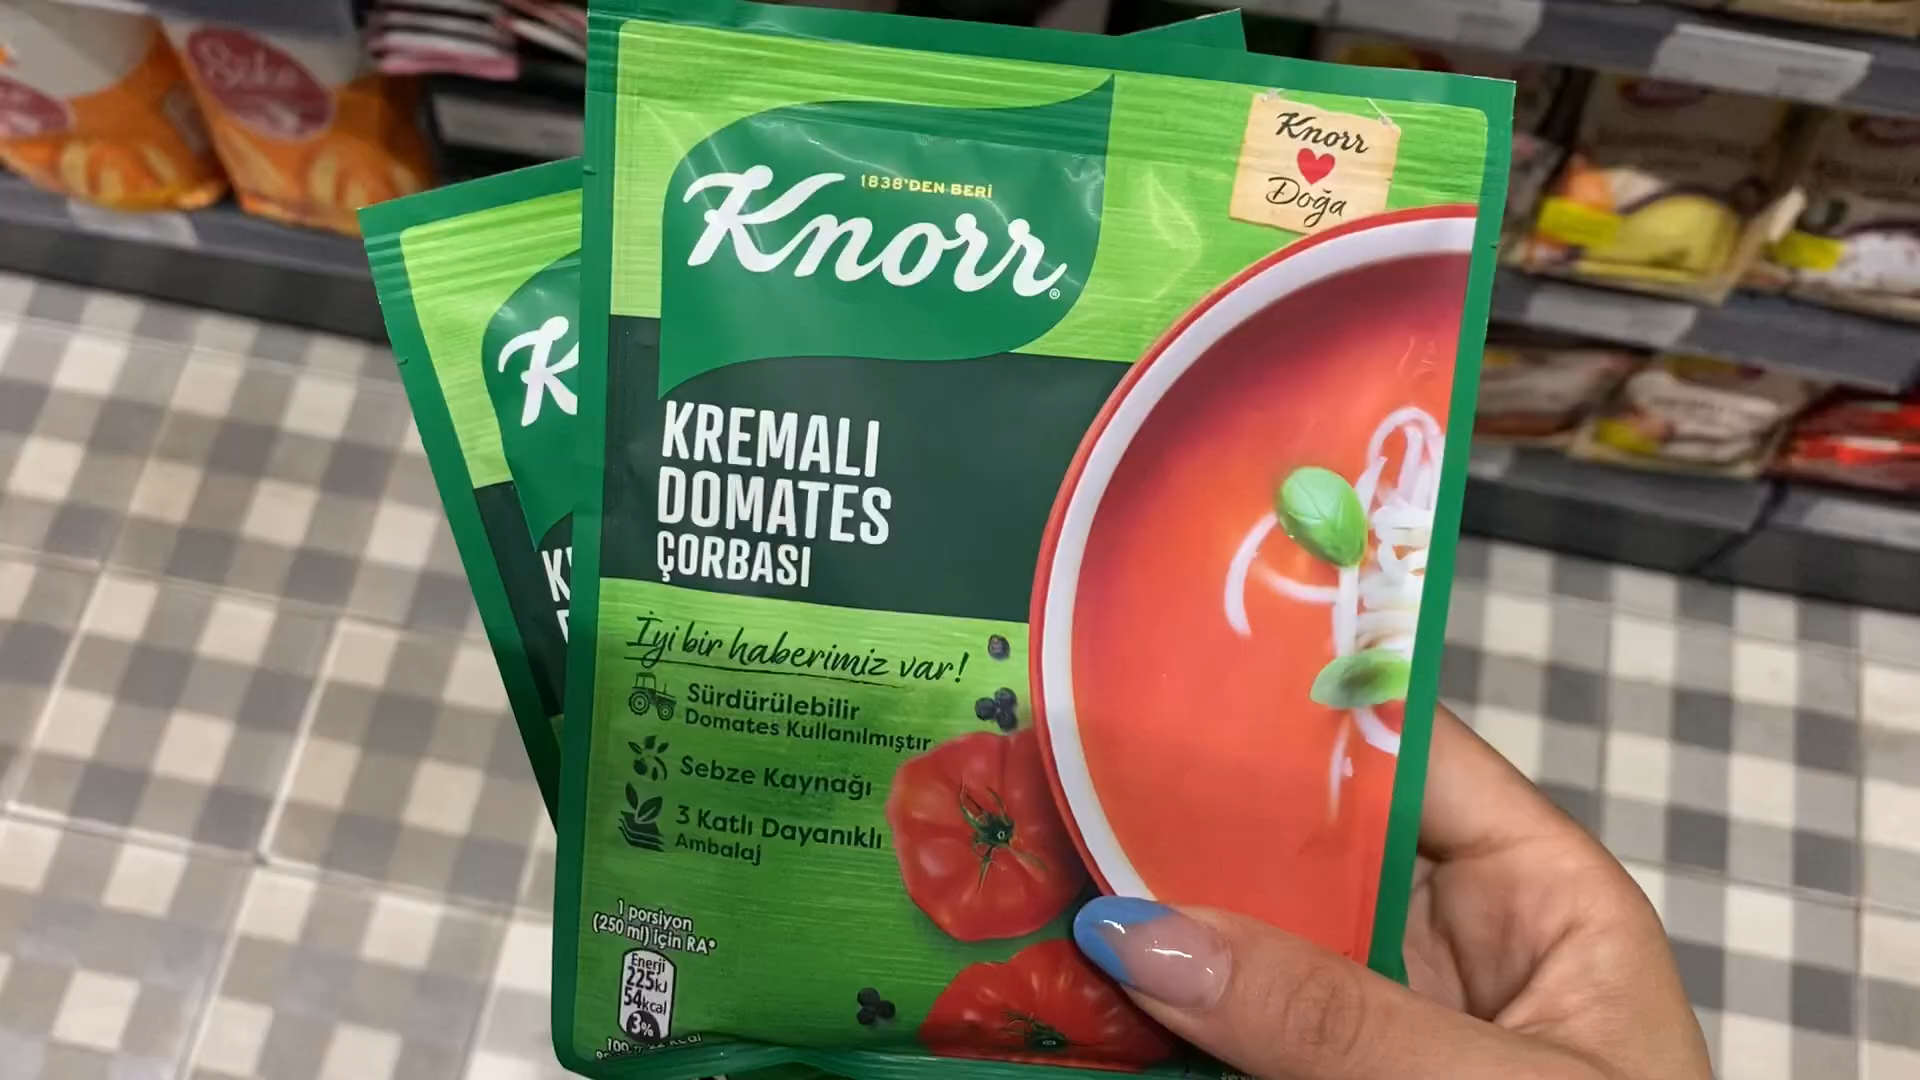 1838'DEN BERİ
Knorr
Knorr
Doğa
KREMALI
DOMATES
ÇORBASI
İyi bir haberimiz var!
Sürdürülebilir
Domates Kullanılmıştır
Sebze Kaynağı
3 Katlı Dayanıklı
Ambalaj
1 porsiyon
(250 ml) İçin RA*
Enerji
225kJ
54kcal
3%